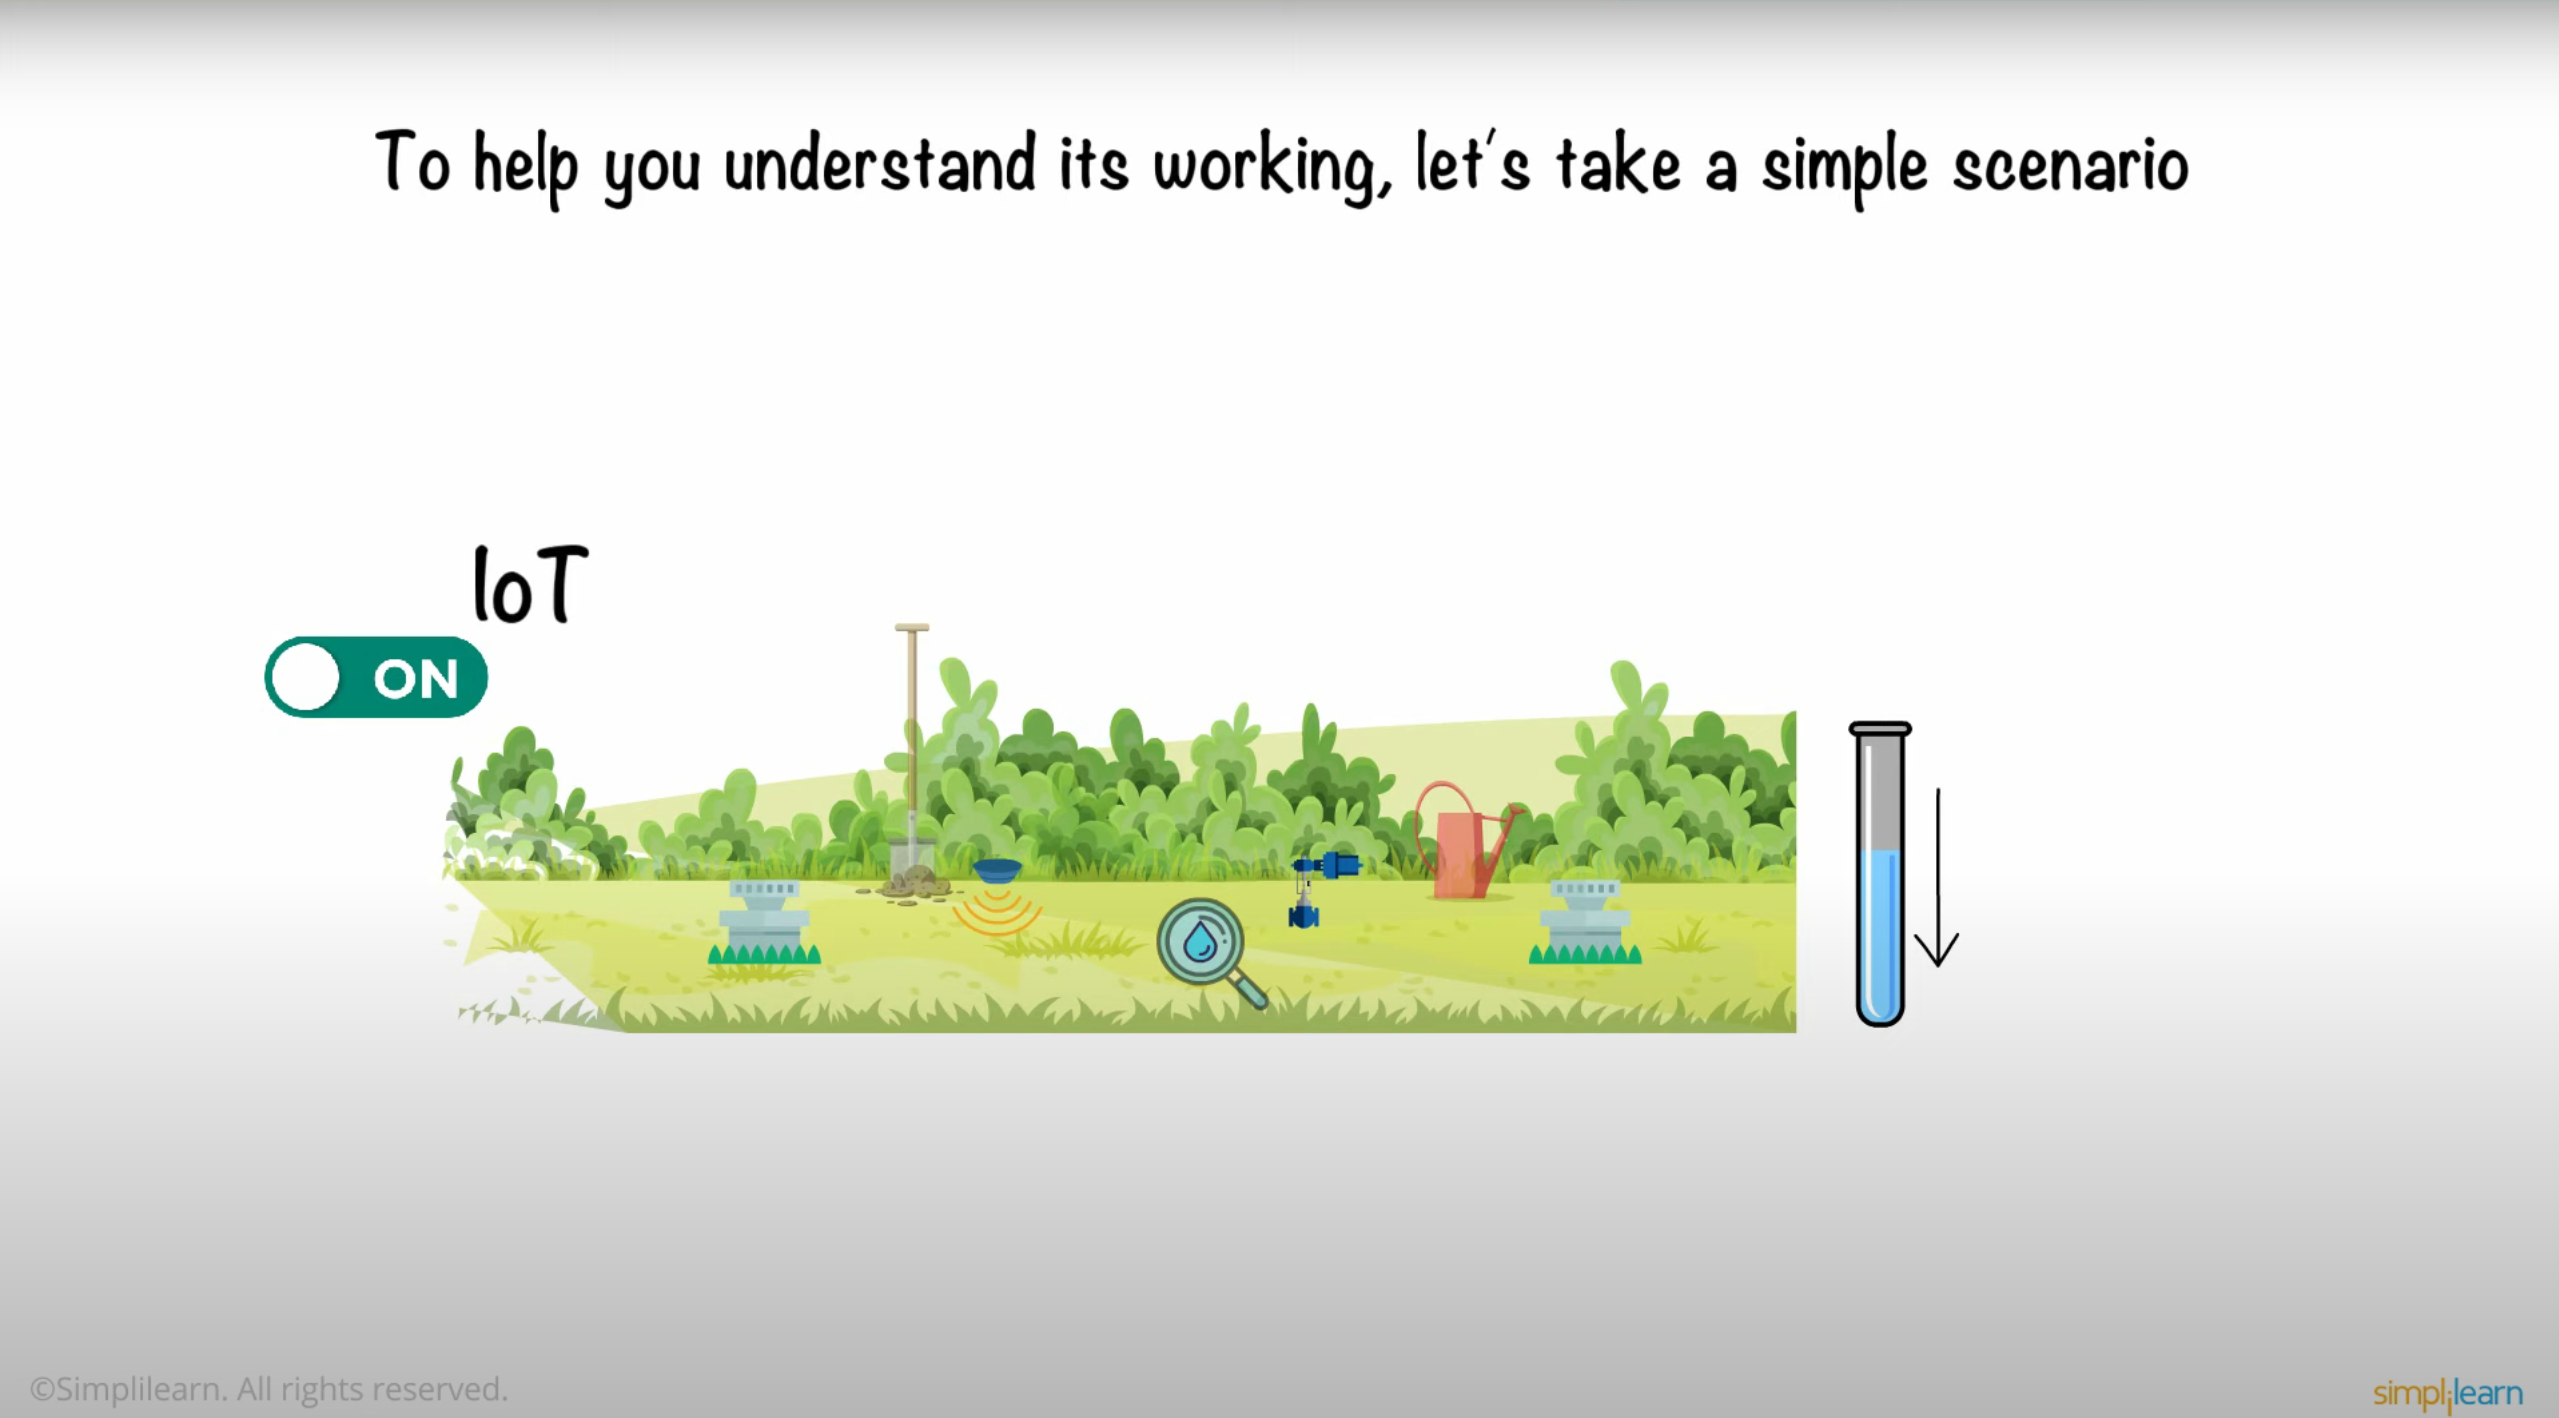 To help you understand its working, let's take a simple scenario
IoT
ON
©Simplilearn. All rights reserved.
simplilearn